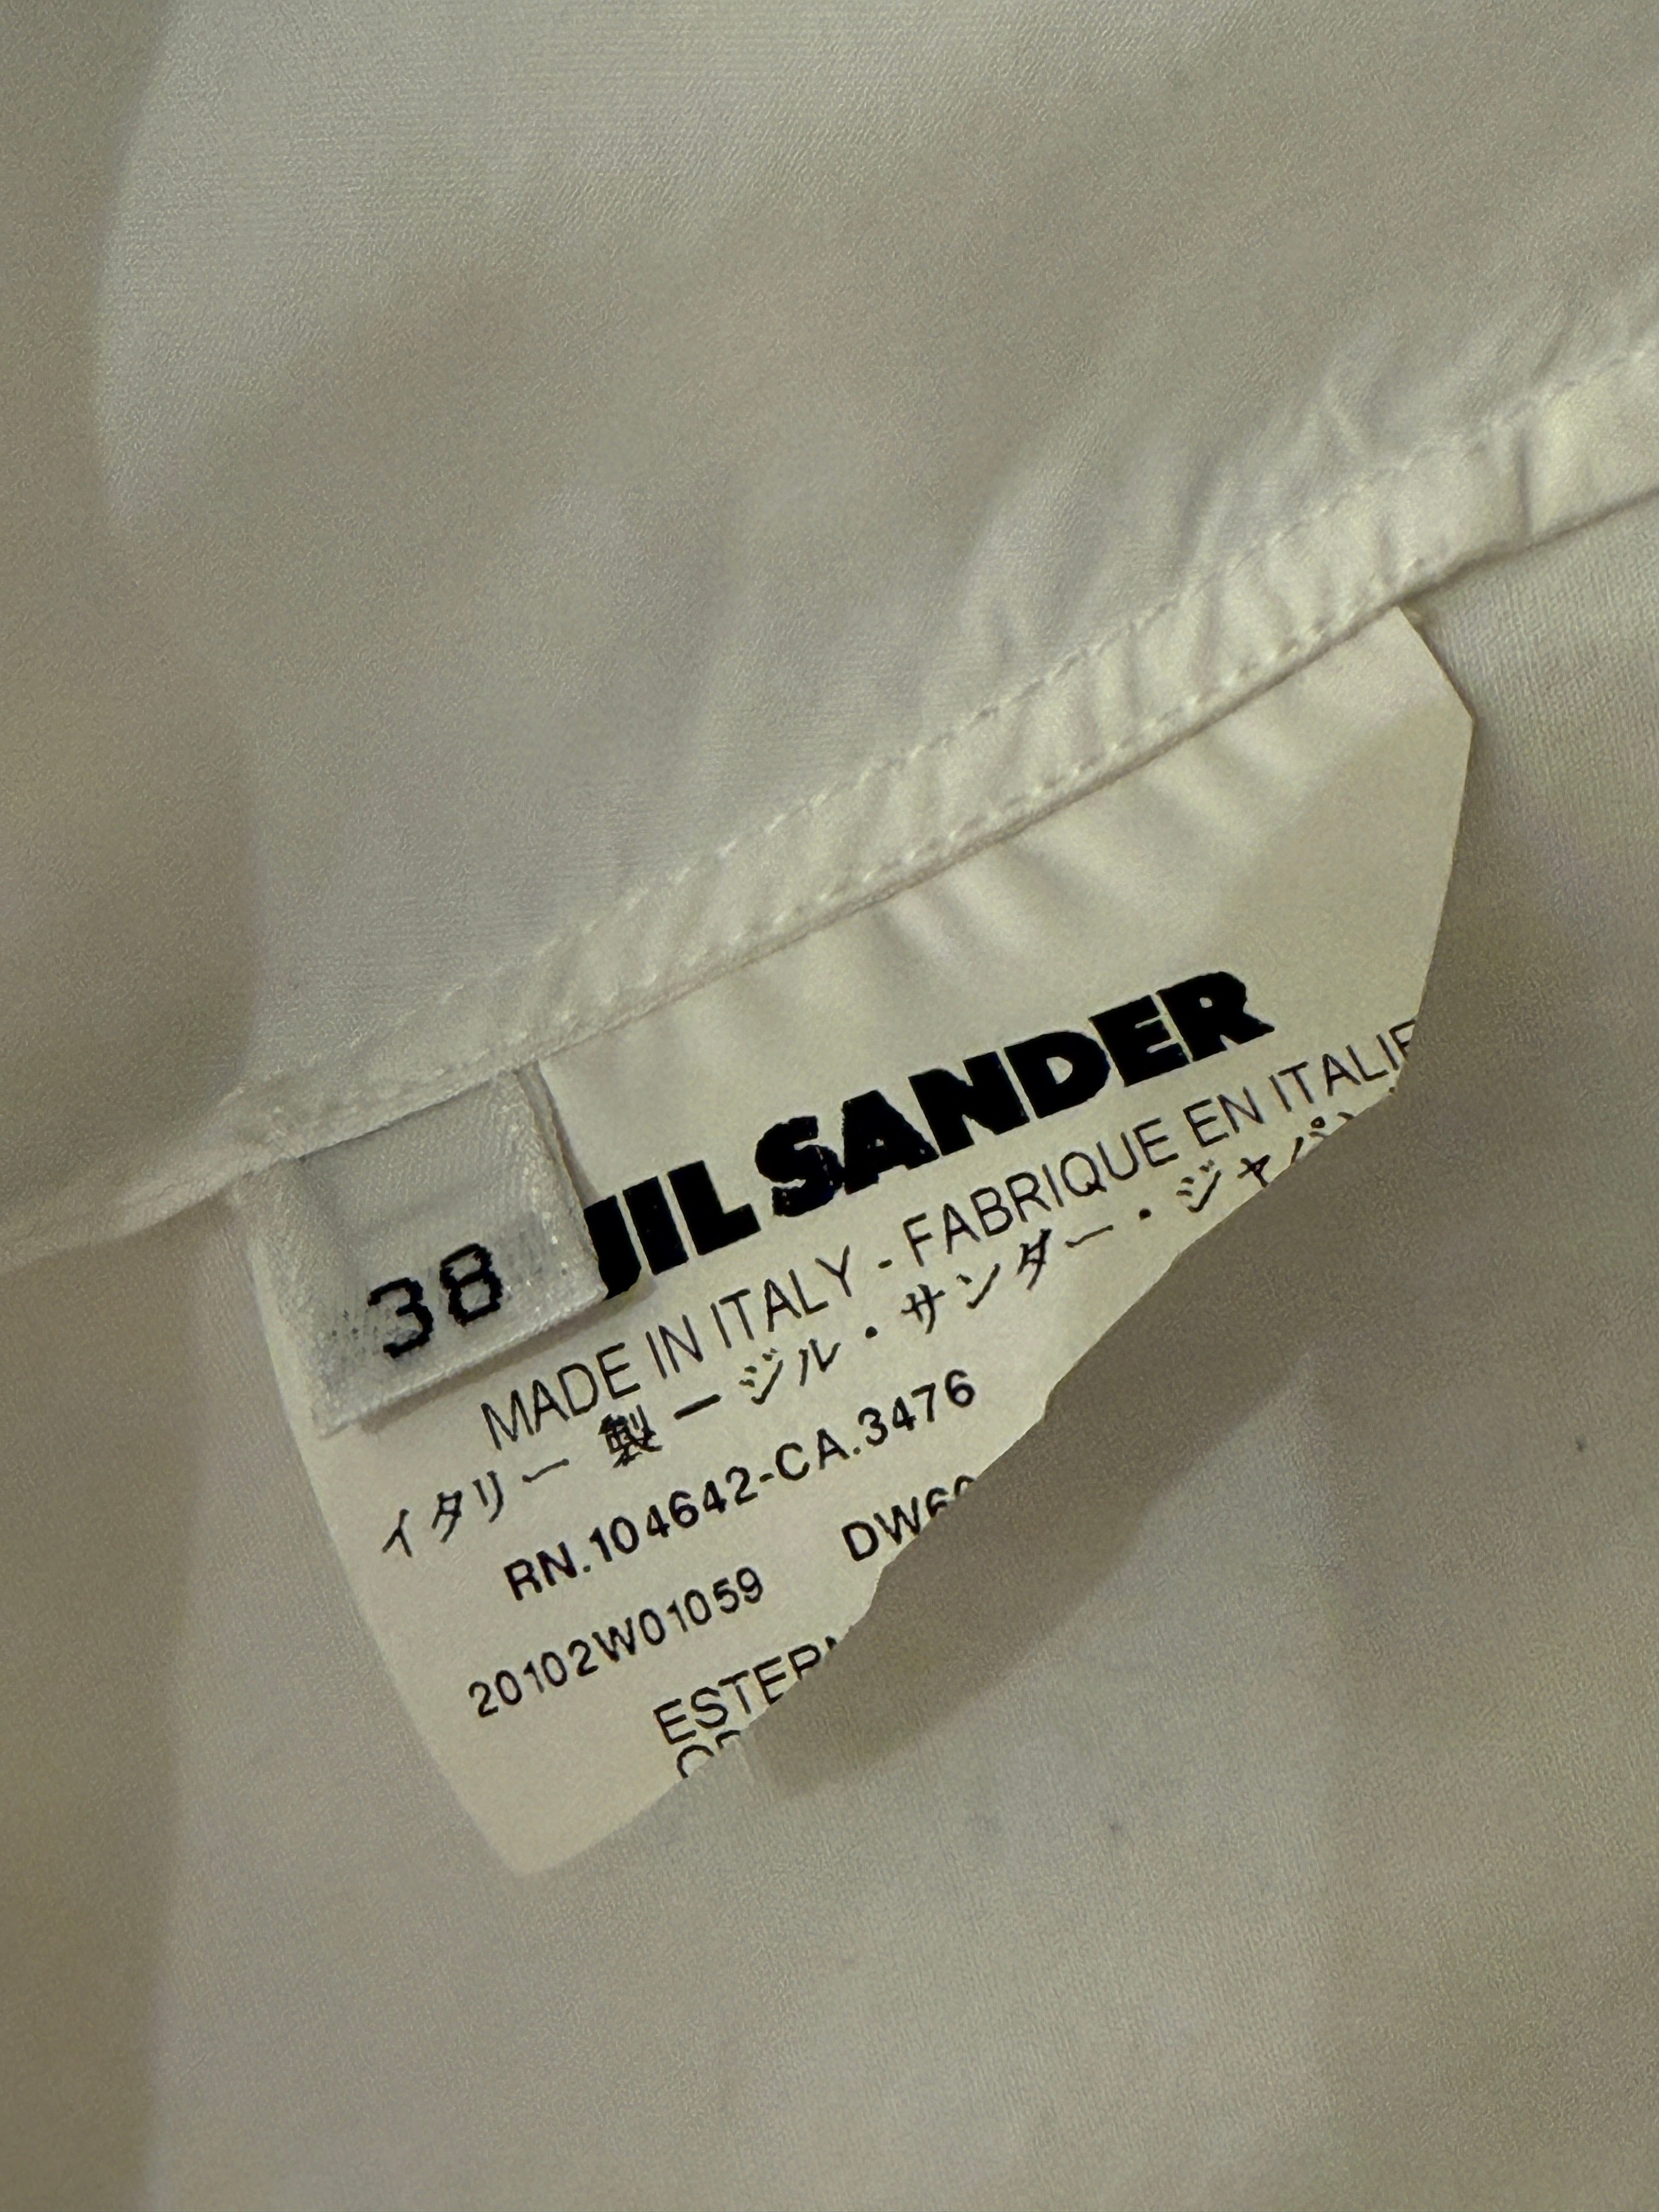 JIL SANDER
38
MADE IN ITALY - FABRIQUE EN ITALIE
イタリー 製 ー ジル・サンダー・ジャパン
RN.104642-CA.3476
20102W01059